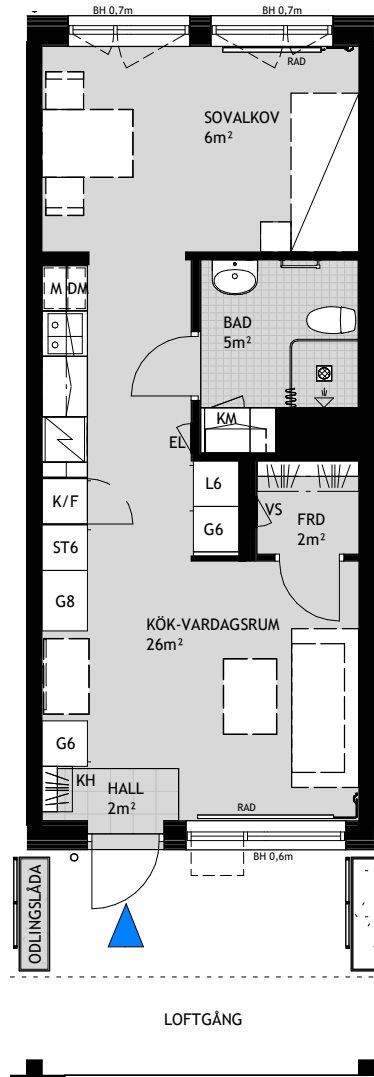 BH 0,7m
BH 0,7m
RAD
SOVALKOV
6m²
M DM
BAD
5m²
KM
EL
L6
K/F
VS
FRD
2m²
G6
ST6
G8
KÖK-VARDAGSRUM
26m²
G6
KH
HALL
2m²
RAD
BH 0,6m
ODLINGSLÅDA
LOFTGÅNG